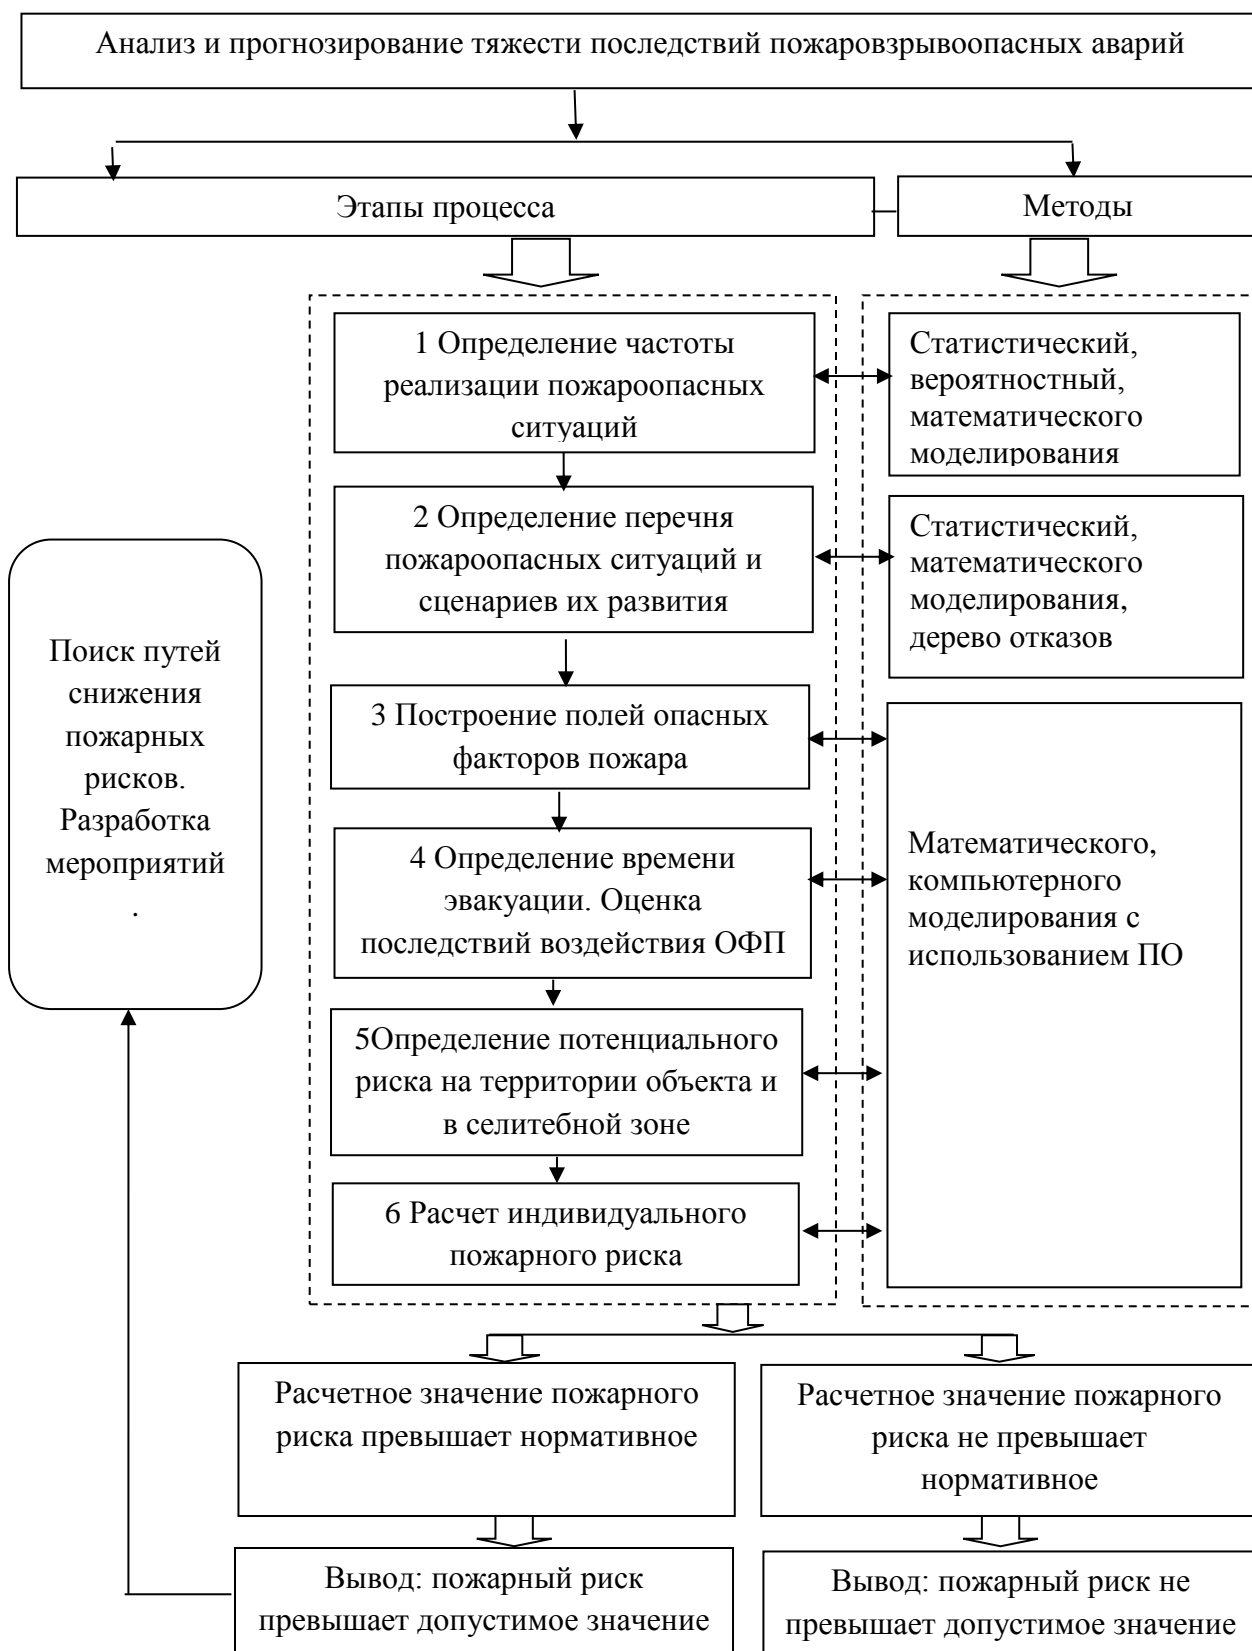 Анализ и прогнозирование тяжести последствий пожаровзрывоопасных аварий
Этапы процесса
Методы
1 Определение частоты
реализации пожароопасных
ситуаций
Статистический,
вероятностный,
математического
моделирования
2 Определение перечня
пожароопасных ситуаций и
сценариев их развития
Статистический,
математического
моделирования,
дерево отказов
Поиск путей
снижения
пожарных
рисков.
Разработка
мероприятий
.
3 Построение полей опасных
факторов пожара
4 Определение времени
эвакуации. Оценка
последствий воздействия ОФП
Математического,
компьютерного
моделирования с
использованием ПО
5Определение потенциального
риска на территории объекта и
в селитебной зоне
6 Расчет индивидуального
пожарного риска
Расчетное значение пожарного
риска превышает нормативное
Расчетное значение пожарного
риска не превышает
нормативное
Вывод: пожарный риск
превышает допустимое значение
Вывод: пожарный риск не
превышает допустимое значение